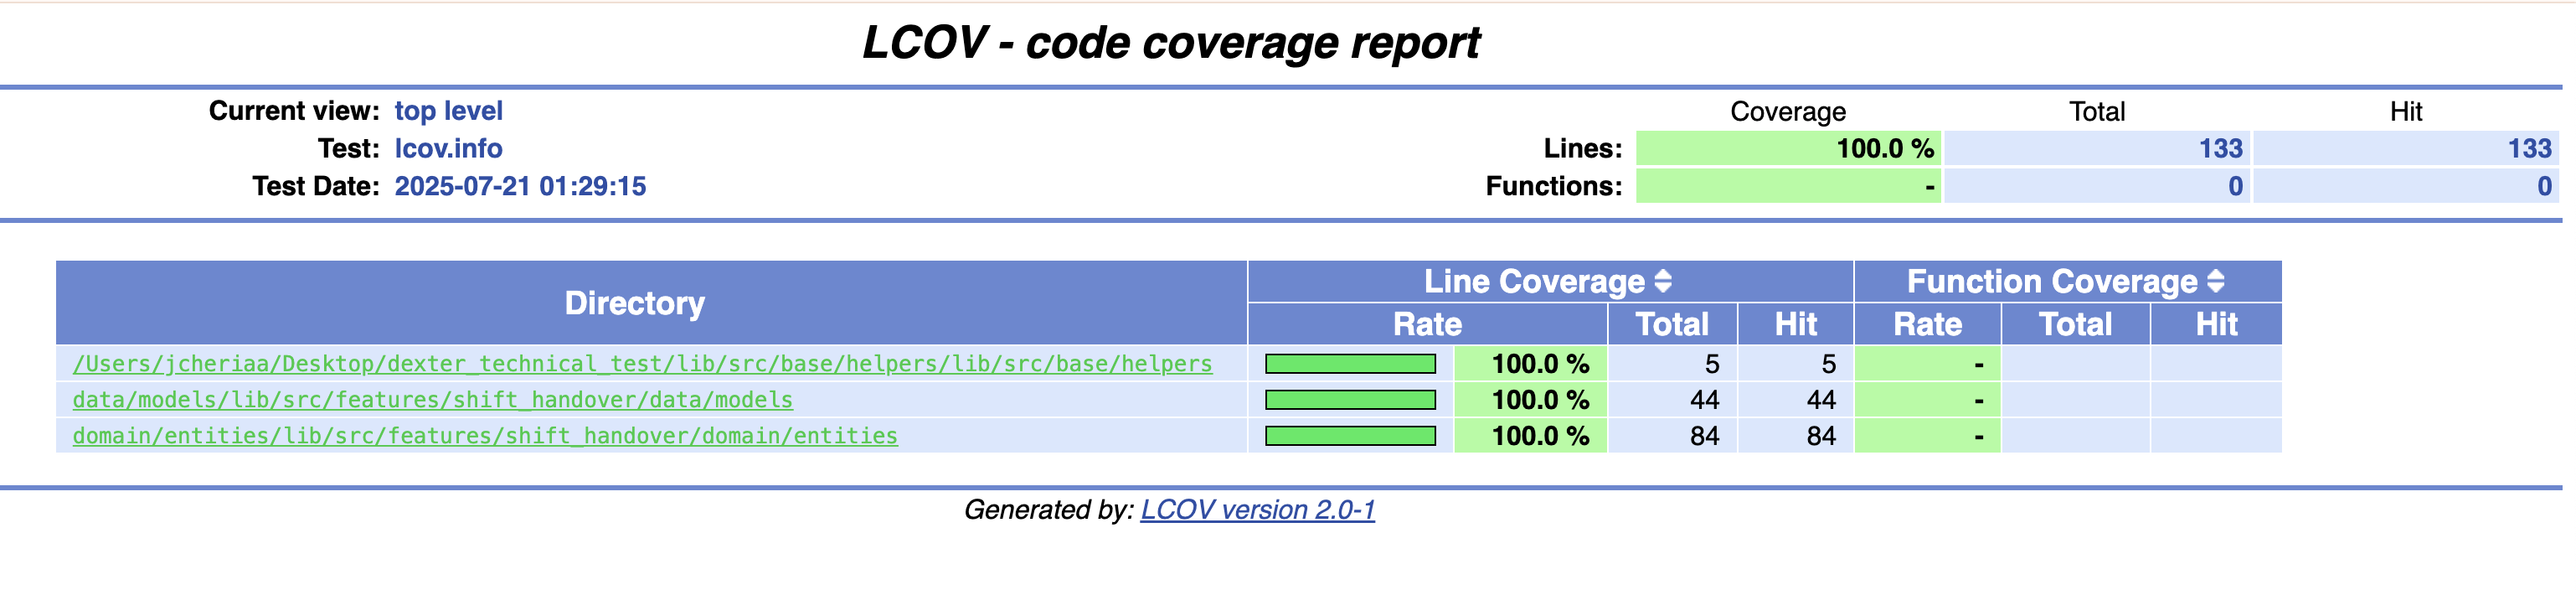 LCOV - code coverage report
Current view: top level
Coverage Total Hit
Test: lcov.info
Lines: 100.0 % 133 133
Test Date: 2025-07-21 01:29:15
Functions: - 0 0
Directory
Line Coverage
Function Coverage
Rate Total Hit Rate Total Hit
/Users/jcheriaa/Desktop/dexter_technical_test/lib/src/base/helpers/lib/src/base/helpers 100.0 % 5 5 -
data/models/lib/src/features/shift_handover/data/models 100.0 % 44 44 -
domain/entities/lib/src/features/shift_handover/domain/entities 100.0 % 84 84 -
Generated by: LCOV version 2.0-1